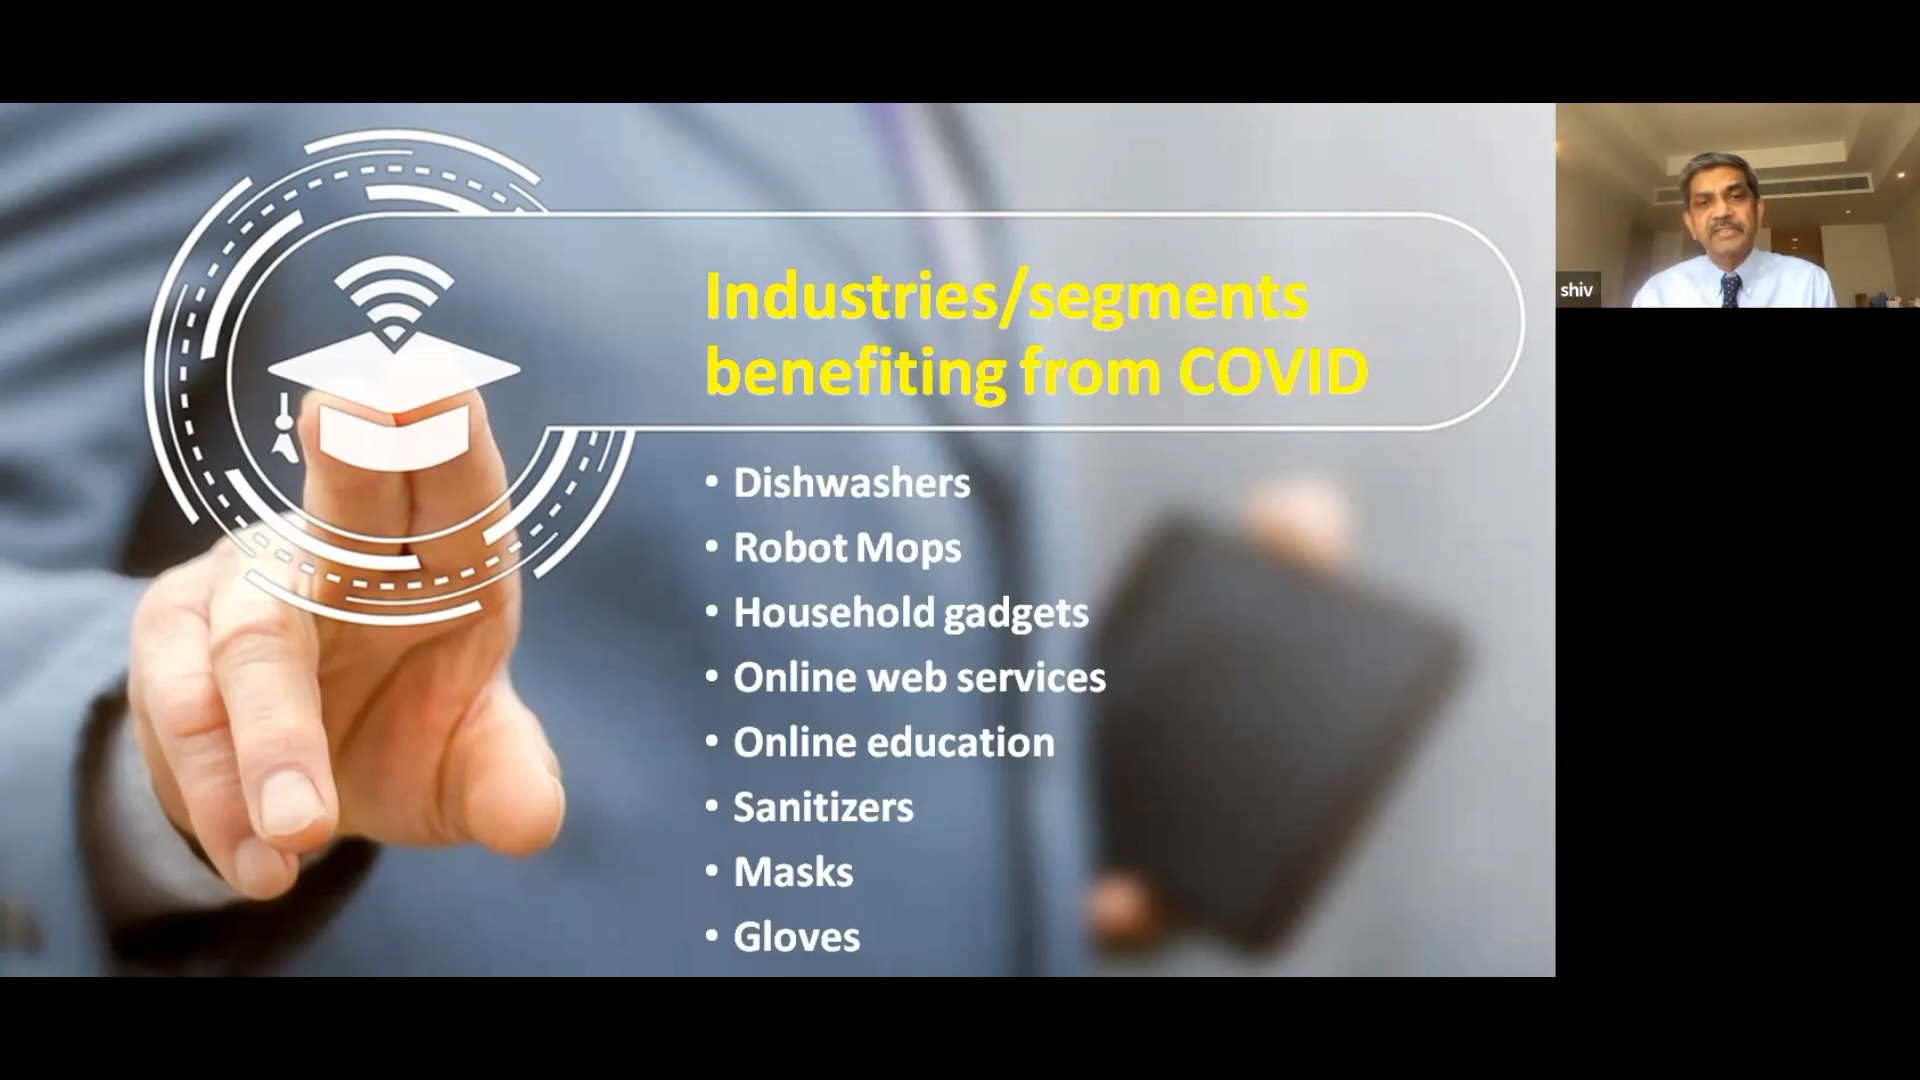 Industries/segments
benefiting from COVID
• Dishwashers
• Robot Mops
• Household gadgets
• Online web services
• Online education
• Sanitizers
• Masks
• Gloves
shiv